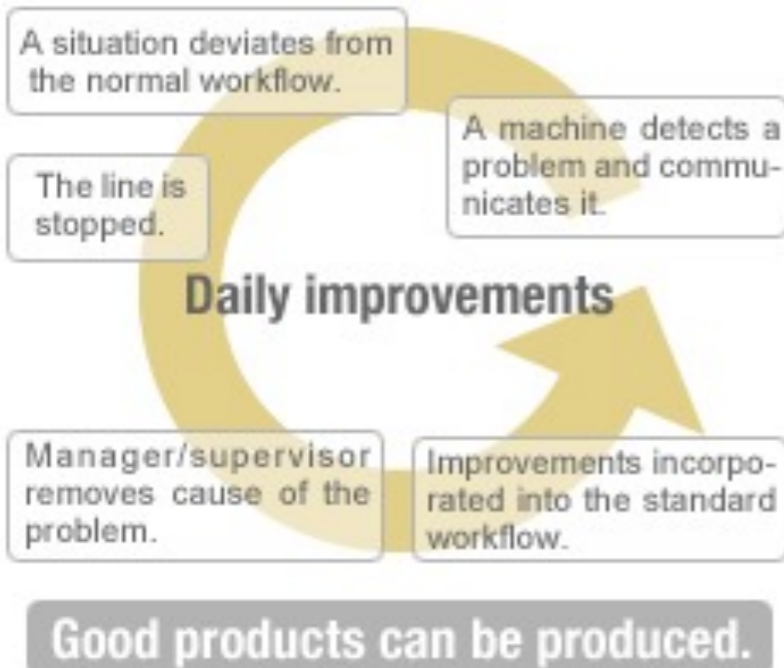 A machine detects a
problem and commu-
nicates it.
A situation deviates from
the normal workflow.
The line is
stopped.
Daily improvements
Manager/supervisor
removes cause of the
problem.
Improvements incorpo-
rated into the standard
workflow.
Good products can be produced.